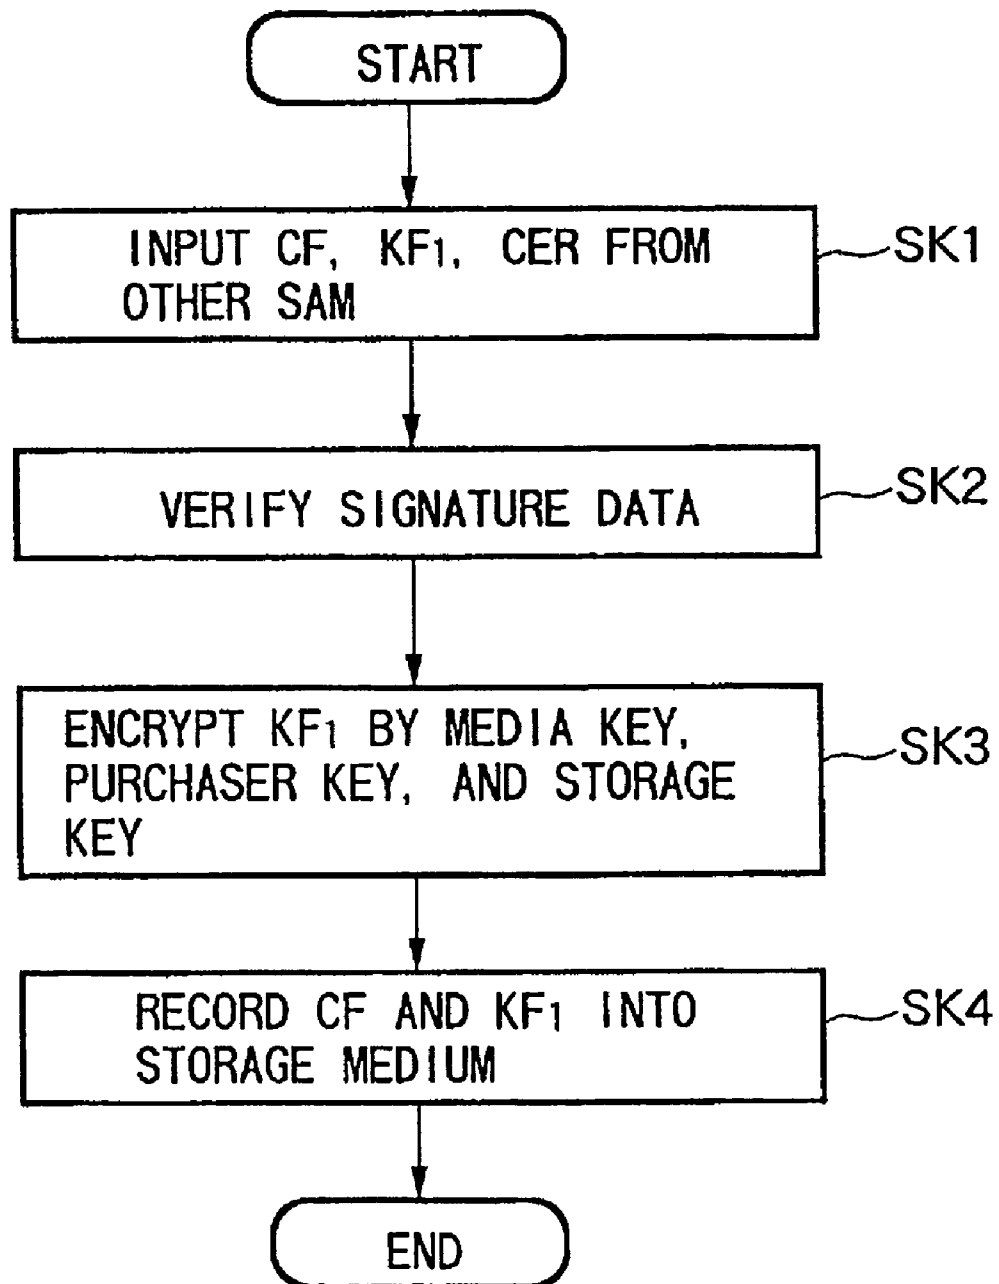 START
INPUT CF, KF1, CER FROM
OTHER SAM
SK1
VERIFY SIGNATURE DATA
SK2
ENCRYPT KF1 BY MEDIA KEY,
PURCHASER KEY, AND STORAGE
KEY
SK3
RECORD CF AND KF1 INTO
STORAGE MEDIUM
SK4
END